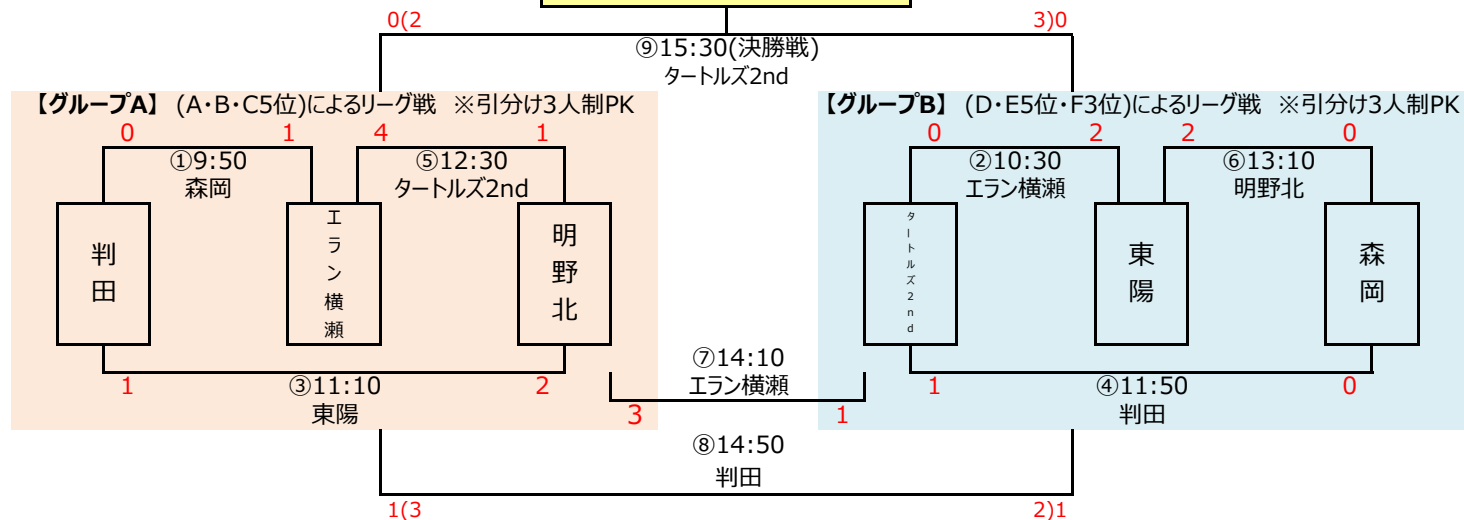 0(2 3)0
⑨15:30(決勝戦)
タートルズ2nd
【グループA】 (A・B・C5位)によるリーグ戦 ※引分け3人制PK
0 1 4 1
①9:50 ⑤12:30
森岡 タートルズ2nd
判田
エラン横瀬
明野北
1 ③11:10 2
東陽
【グループB】 (D・E5位・F3位)によるリーグ戦 ※引分け3人制PK
0 2 2 0
②10:30 ⑥13:10
エラン横瀬 明野北
タートルズ2nd
東陽
森岡
1 ④11:50 0
判田
⑦14:10
エラン横瀬
3 1
⑧14:50
判田
1(3 2)1